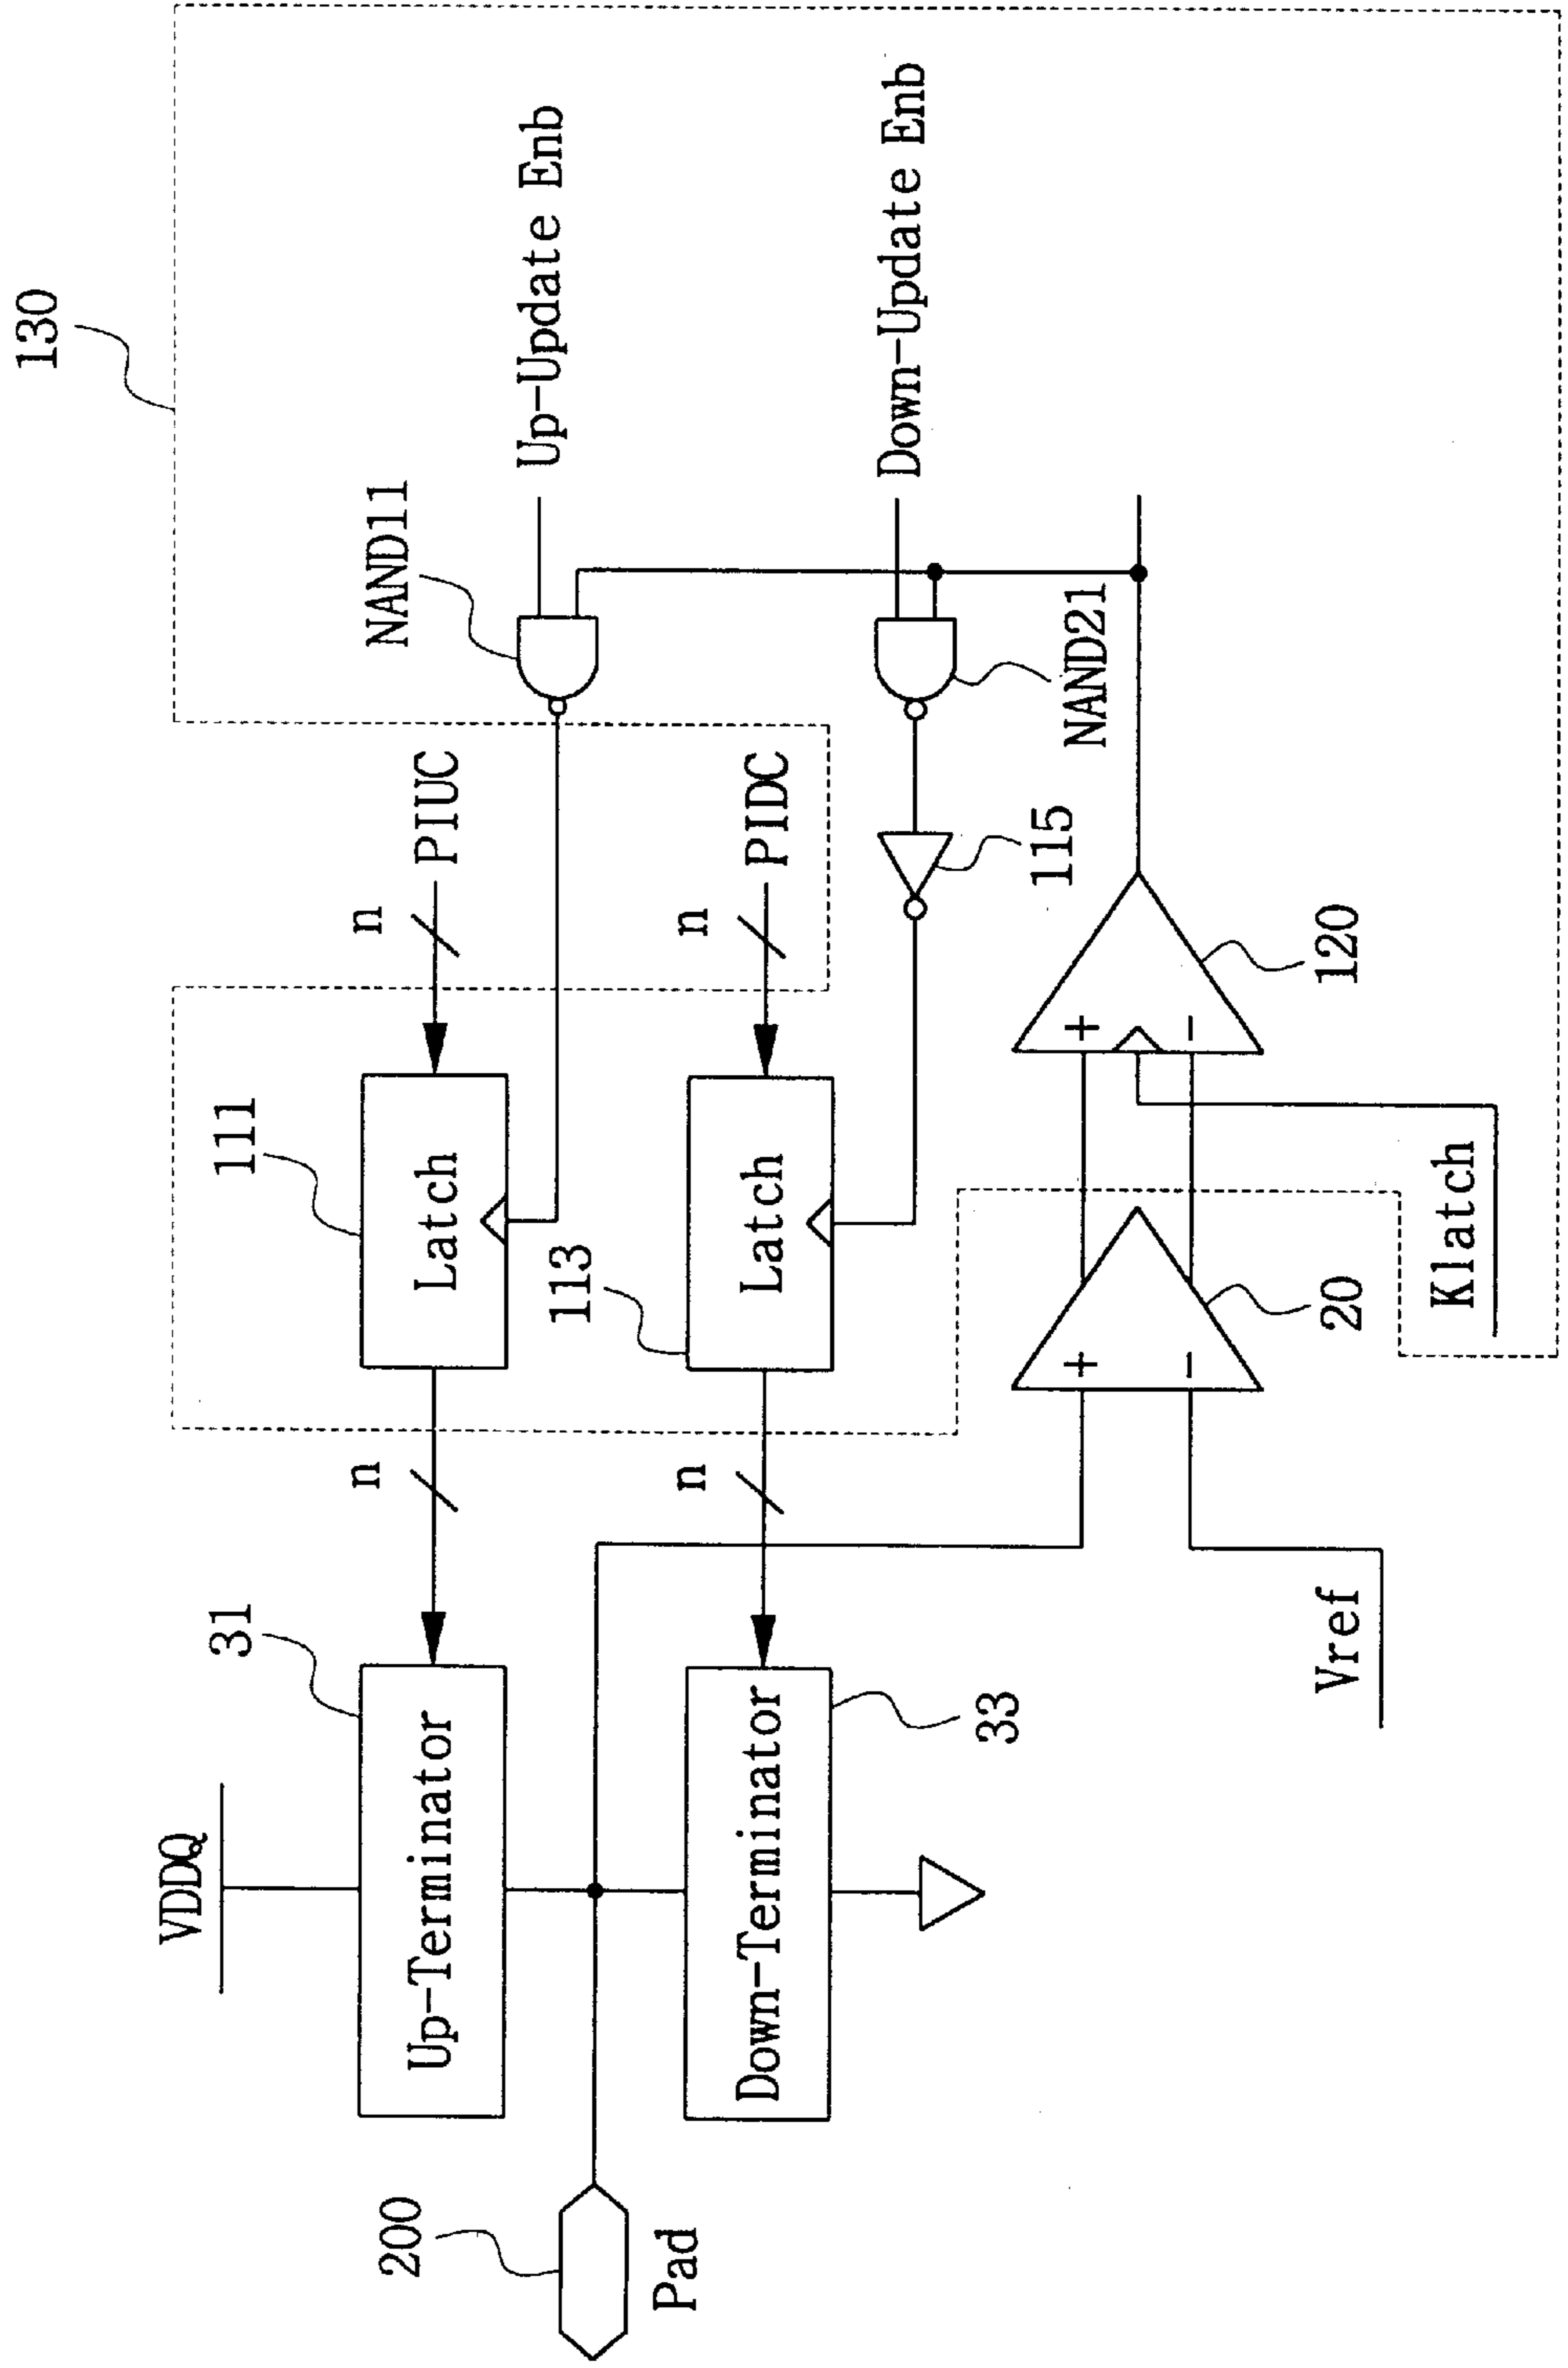 130
Up-Update Enb
NAND11
Down-Update Enb
NAND21
PIUC
n
PIDC
n
115
120
111
Latch
113
Latch
20
Klatch
n
n
31
VDDQ
Up-Terminator
Down-Terminator
33
+
-
+
-
Vref
200
Pad